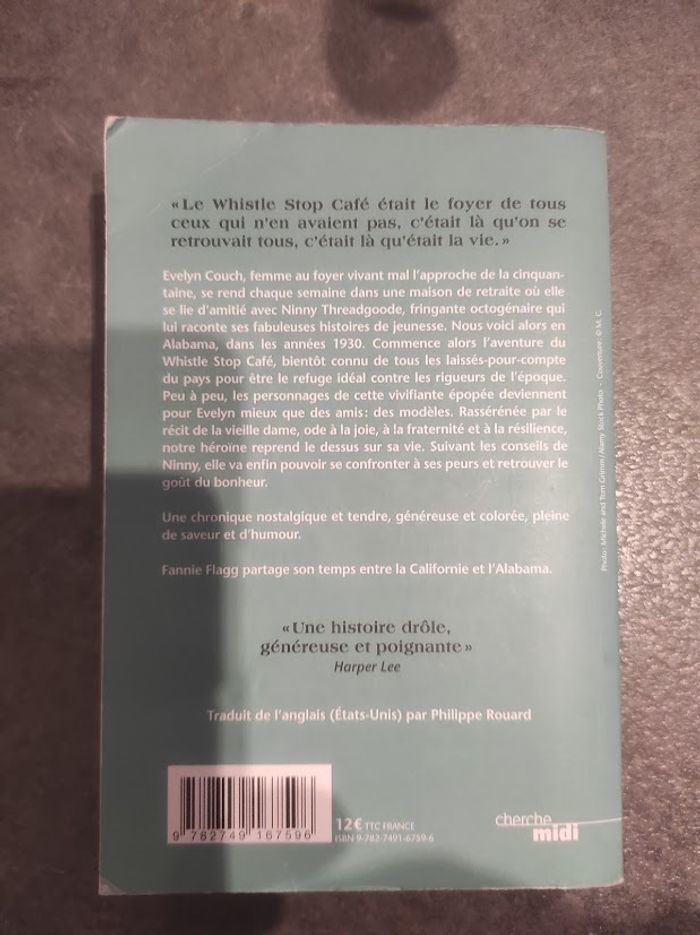 « Le Whistle Stop Café était le foyer de tous
ceux qui n'en avaient pas, c'était là qu'on se
retrouvait tous, c'était là qu'était la vie. »
Evelyn Couch, femme au foyer vivant mal l'approche de la cinquan-
taine, se rend chaque semaine dans une maison de retraite où elle
se lie d'amitié avec Ninny Threadgoode, fringante octogénaire qui
lui raconte ses fabuleuses histoires de jeunesse. Nous voici alors en
Alabama, dans les années 1930. Commence alors l'aventure du
Whistle Stop Café, bientôt connu de tous les laissés-pour-compte
du pays pour être le refuge idéal contre les rigueurs de l'époque.
Peu à peu, les personnages de cette vivifiante épopée deviennent
pour Evelyn mieux que des amis : des modèles. Rassérénée par le
récit de la vieille dame, ode à la joie, à la fraternité et à la résilience,
notre héroïne reprend le dessus sur sa vie. Suivant les conseils de
Ninny, elle va enfin pouvoir se confronter à ses peurs et retrouver le
goût du bonheur.
Une chronique nostalgique et tendre, généreuse et colorée, pleine
de saveur et d'humour.
Fannie Flagg partage son temps entre la Californie et l'Alabama.
« Une histoire drôle,
généreuse et poignante »
Harper Lee
Traduit de l'anglais (États-Unis) par Philippe Rouard
9 782749 167596
12 € TTC FRANCE
ISBN 9-782-7491-6759-6
cherche
midi
Photo : Michele and Tom Grimm / Alamy Stock Photo - Couverture : © M. C.